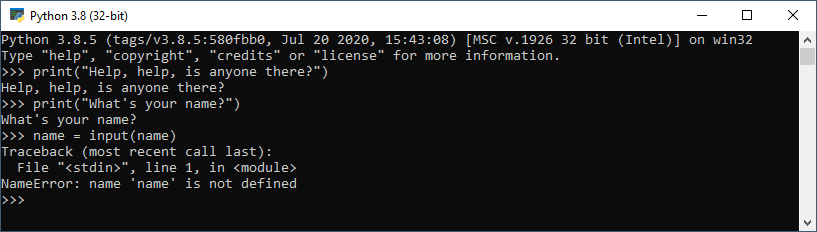 Python 3.8 (32-bit)
Python 3.8.5 (tags/v3.8.5:580fbb0, Jul 20 2020, 15:43:08) [MSC v.1926 32 bit (Intel)] on win32
Type "help", "copyright", "credits" or "license" for more information.
>>> print("Help, help, is anyone there?")
Help, help, is anyone there?
>>> print("What's your name?")
What's your name?
>>> name = input(name)
Traceback (most recent call last):
  File "<stdin>", line 1, in <module>
NameError: name 'name' is not defined
>>>